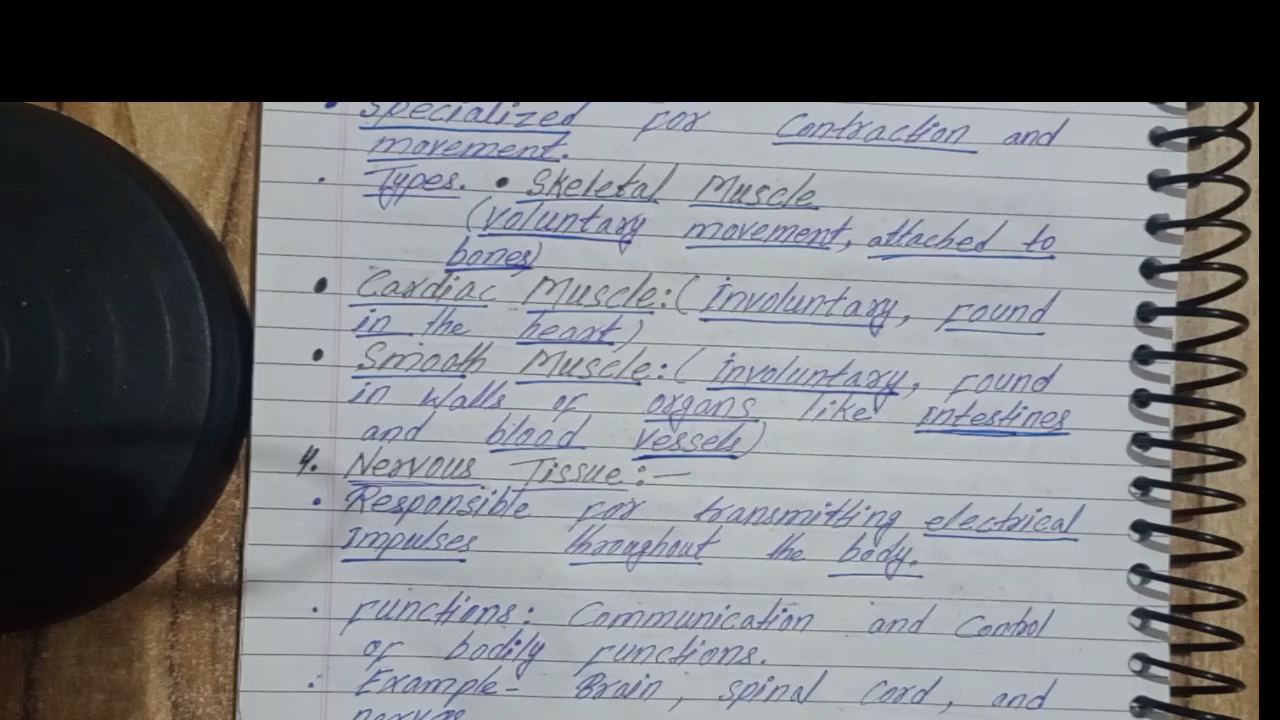 • Specialized for Contraction and
movement.
• Types. • Skeletal Muscle
(voluntary movement, attached to
bones)
• Cardiac Muscle:( involuntary, found
in the heart)
• Smooth Muscle:( involuntary, found
in walls of organs like intestines
and blood vessels)
4. Nervous Tissue:-
• Responsible for transmitting electrical
Impulses throughout the body.
• Functions: Communication and Control
of bodily functions.
• Example- Brain, spinal cord, and
nerves